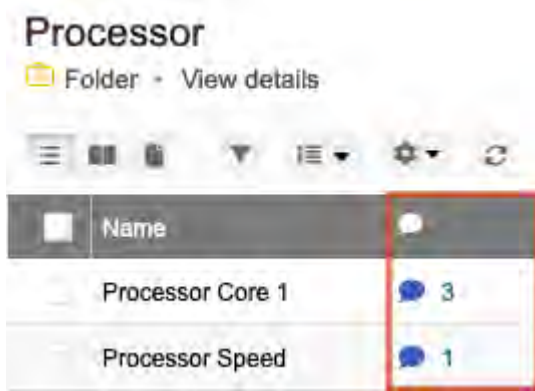 Processor
Folder - View details
Name
Processor Core 1 3
Processor Speed 1